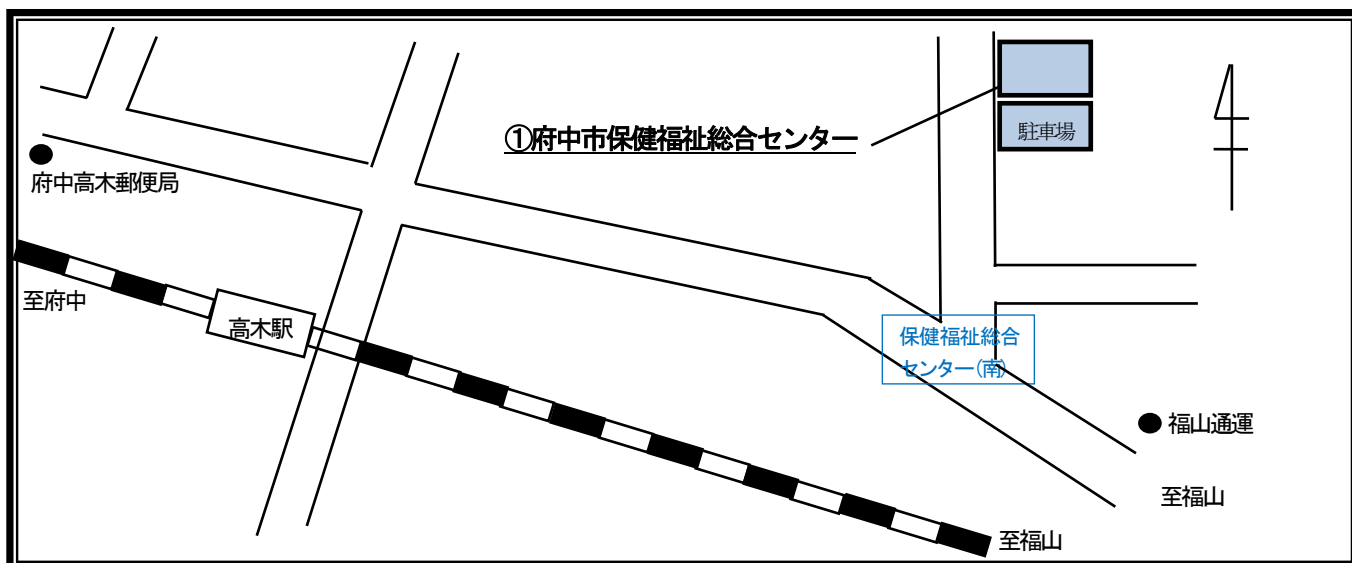 ①府中市保健福祉総合センター
駐車場
府中高木郵便局
至府中
高木駅
保健福祉総合
センター(南)
福山通運
至福山
至福山